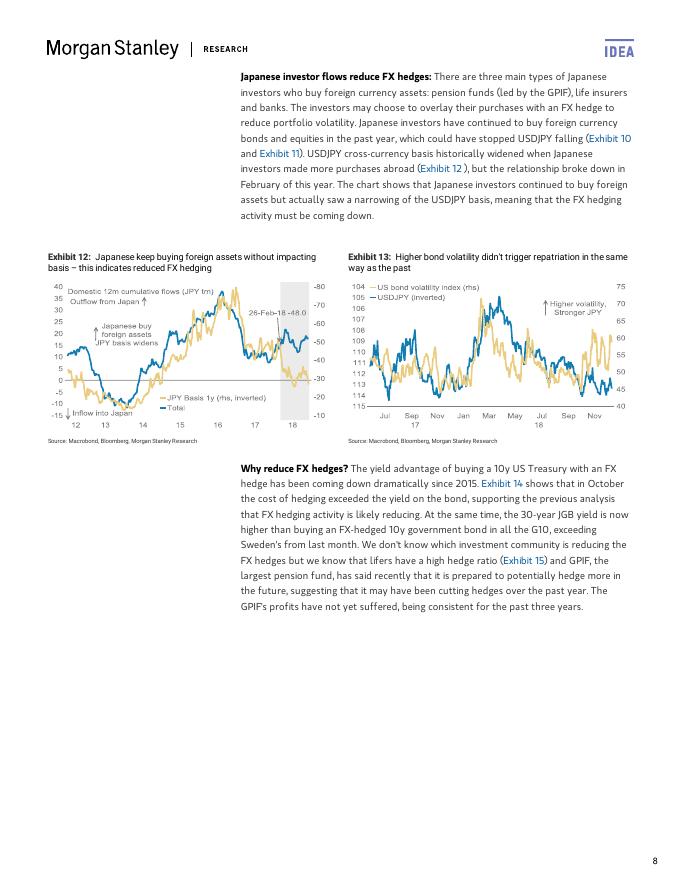 Morgan Stanley | RESEARCH
IDEA
Japanese investor flows reduce FX hedges: There are three main types of Japanese
investors who buy foreign currency assets: pension funds (led by the GPIF), life insurers
and banks. The investors may choose to overlay their purchases with an FX hedge to
reduce portfolio volatility. Japanese investors have continued to buy foreign currency
bonds and equities in the past year, which could have stopped USDJPY falling (Exhibit 10
and Exhibit 11). USDJPY cross-currency basis historically widened when Japanese
investors made more purchases abroad (Exhibit 12 ), but the relationship broke down in
February of this year. The chart shows that Japanese investors continued to buy foreign
assets but actually saw a narrowing of the USDJPY basis, meaning that the FX hedging
activity must be coming down.
Exhibit 12: Japanese keep buying foreign assets without impacting
basis – this indicates reduced FX hedging
40
35
30
25
20
15
10
5
0
-5
-10
-15
Domestic 12m cumulative flows (JPY trn)
Outflow from Japan
Japanese buy
foreign assets
JPY basis widens
26-Feb-18 -48.0
JPY Basis 1y (rhs, inverted)
Total
Inflow into Japan
-80
-70
-60
-50
-40
-30
-20
-10
12 13 14 15 16 17 18
Source: Macrobond, Bloomberg, Morgan Stanley Research
Exhibit 13: Higher bond volatility didn't trigger repatriation in the same
way as the past
104
105
106
107
108
109
110
111
112
113
114
115
US bond volatility index (rhs)
USDJPY (inverted)
Higher volatility,
Stronger JPY
75
70
65
60
55
50
45
40
Jul Sep Nov Jan Mar May Jul Sep Nov
17 18
Source: Macrobond, Bloomberg, Morgan Stanley Research
Why reduce FX hedges? The yield advantage of buying a 10y US Treasury with an FX
hedge has been coming down dramatically since 2015. Exhibit 14 shows that in October
the cost of hedging exceeded the yield on the bond, supporting the previous analysis
that FX hedging activity is likely reducing. At the same time, the 30-year JGB yield is now
higher than buying an FX-hedged 10y government bond in all the G10, exceeding
Sweden's from last month. We don't know which investment community is reducing the
FX hedges but we know that lifers have a high hedge ratio (Exhibit 15) and GPIF, the
largest pension fund, has said recently that it is prepared to potentially hedge more in
the future, suggesting that it may have been cutting hedges over the past year. The
GPIF's profits have not yet suffered, being consistent for the past three years.
8